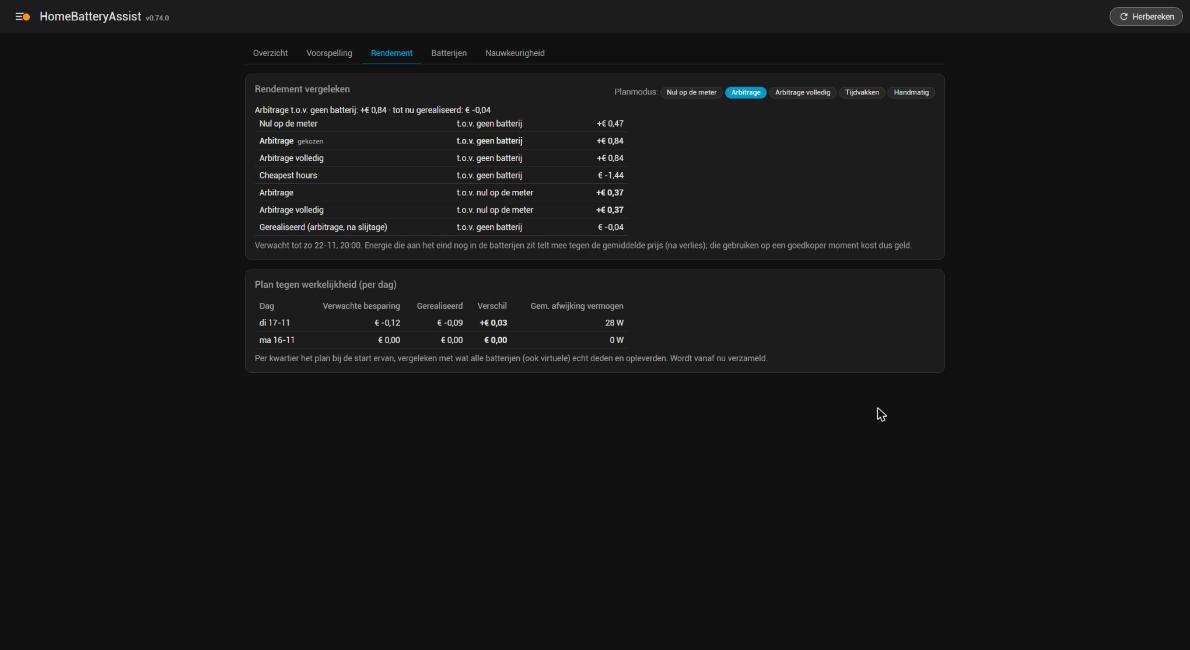 HomeBatteryAssist v0.74.0
Herbereken
Overzicht Voorspelling Rendement Batterijen Nauwkeurigheid
Rendement vergeleken
Planmodus: Nul op de meter Arbitrage Arbitrage volledig Tijdvakken Handmatig
Arbitrage t.o.v. geen batterij: +€ 0,84 · tot nu gerealiseerd: € -0,04
Nul op de meter t.o.v. geen batterij +€ 0,47
Arbitrage gekozen t.o.v. geen batterij +€ 0,84
Arbitrage volledig t.o.v. geen batterij +€ 0,84
Cheapest hours t.o.v. geen batterij € -1,44
Arbitrage t.o.v. nul op de meter +€ 0,37
Arbitrage volledig t.o.v. nul op de meter +€ 0,37
Gerealiseerd (arbitrage, na slijtage) t.o.v. geen batterij € -0,04
Verwacht tot zo 22-11, 20:00. Energie die aan het eind nog in de batterijen zit telt mee tegen de gemiddelde prijs (na verlies); die gebruiken op een goedkoper moment kost dus geld.
Plan tegen werkelijkheid (per dag)
Dag Verwachte besparing Gerealiseerd Verschil Gem. afwijking vermogen
di 17-11 € -0,12 € -0,09 +€ 0,03 28 W
ma 16-11 € 0,00 € 0,00 € 0,00 0 W
Per kwartier het plan bij de start ervan, vergeleken met wat alle batterijen (ook virtuele) echt deden en opleverden. Wordt vanaf nu verzameld.